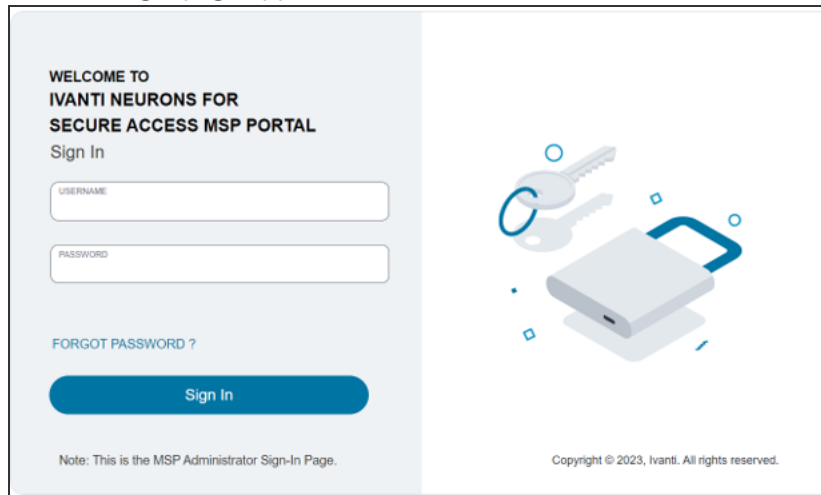 WELCOME TO
IVANTI NEURONS FOR
SECURE ACCESS MSP PORTAL
Sign In
USERNAME
PASSWORD
FORGOT PASSWORD ?
Sign In
Note: This is the MSP Administrator Sign-In Page.
Copyright © 2023, Ivanti. All rights reserved.